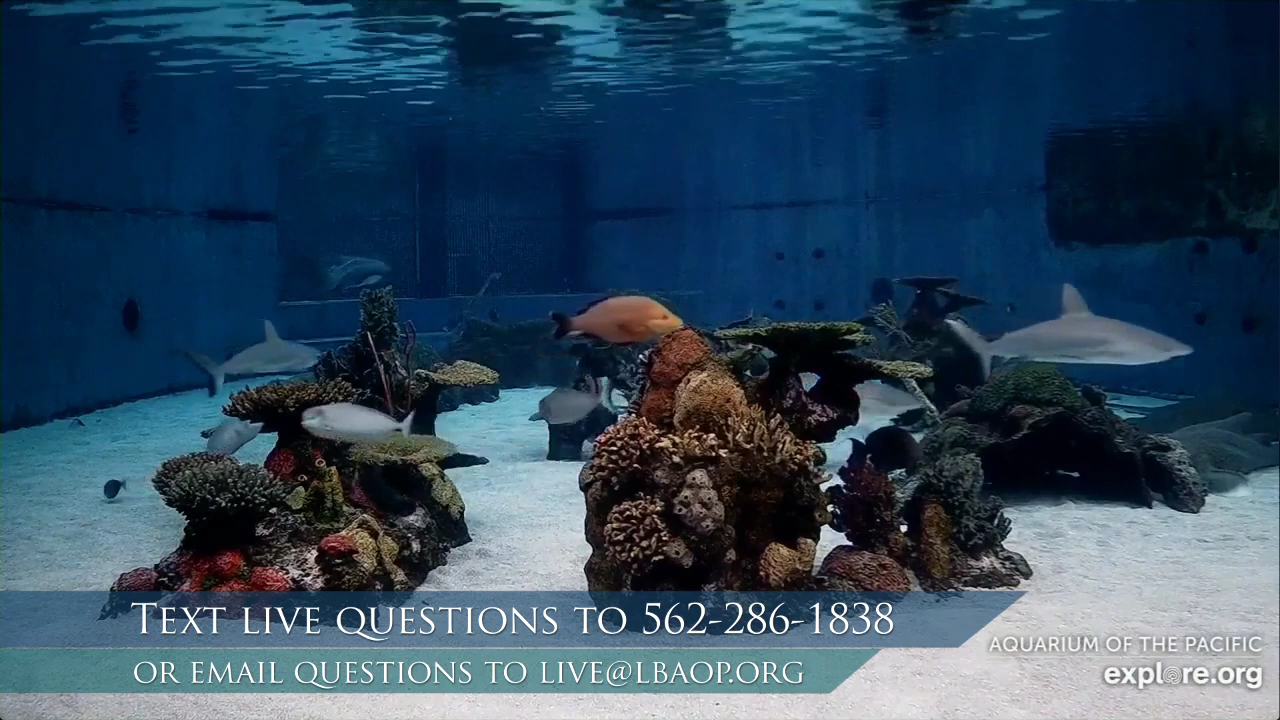 TEXT LIVE QUESTIONS TO 562-286-1838
OR EMAIL QUESTIONS TO LIVE@LBAOP.ORG
AQUARIUM OF THE PACIFIC
explore.org